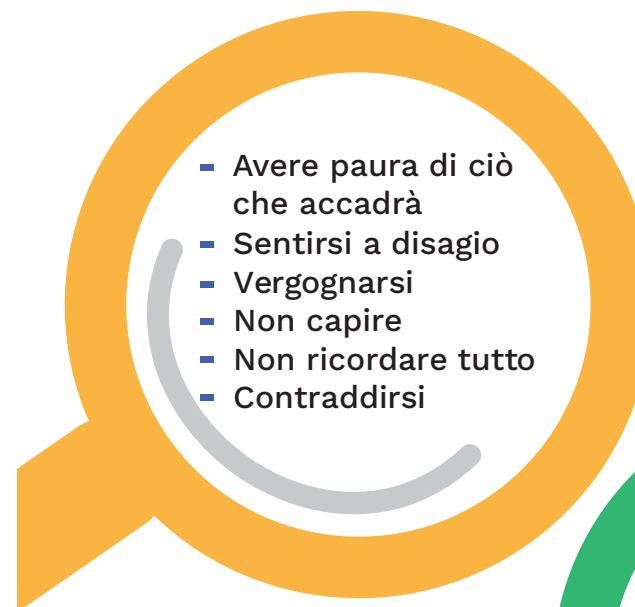 - Avere paura di ciò
che accadrà
- Sentirsi a disagio
- Vergognarsi
- Non capire
- Non ricordare tutto
- Contraddirsi